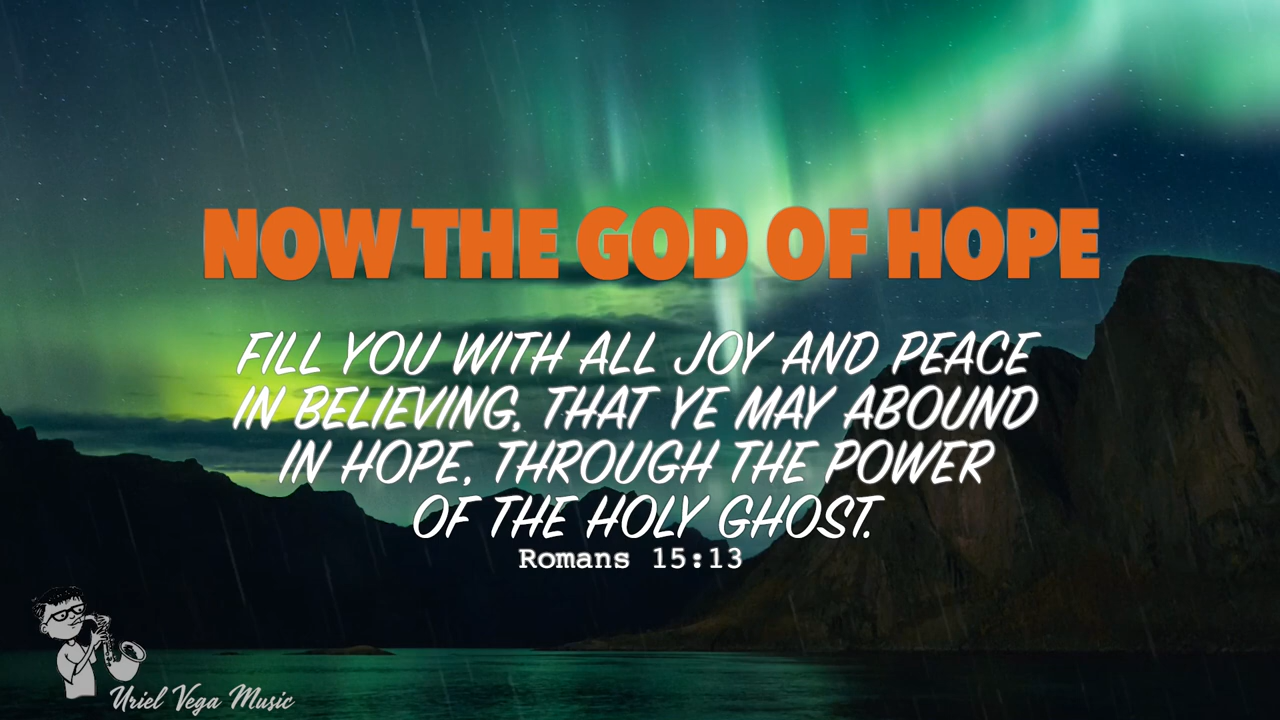 NOW THE GOD OF HOPE
FILL YOU WITH ALL JOY AND PEACE
IN BELIEVING, THAT YE MAY ABOUND
IN HOPE, THROUGH THE POWER
OF THE HOLY GHOST.
Romans 15:13
Uriel Vega Music